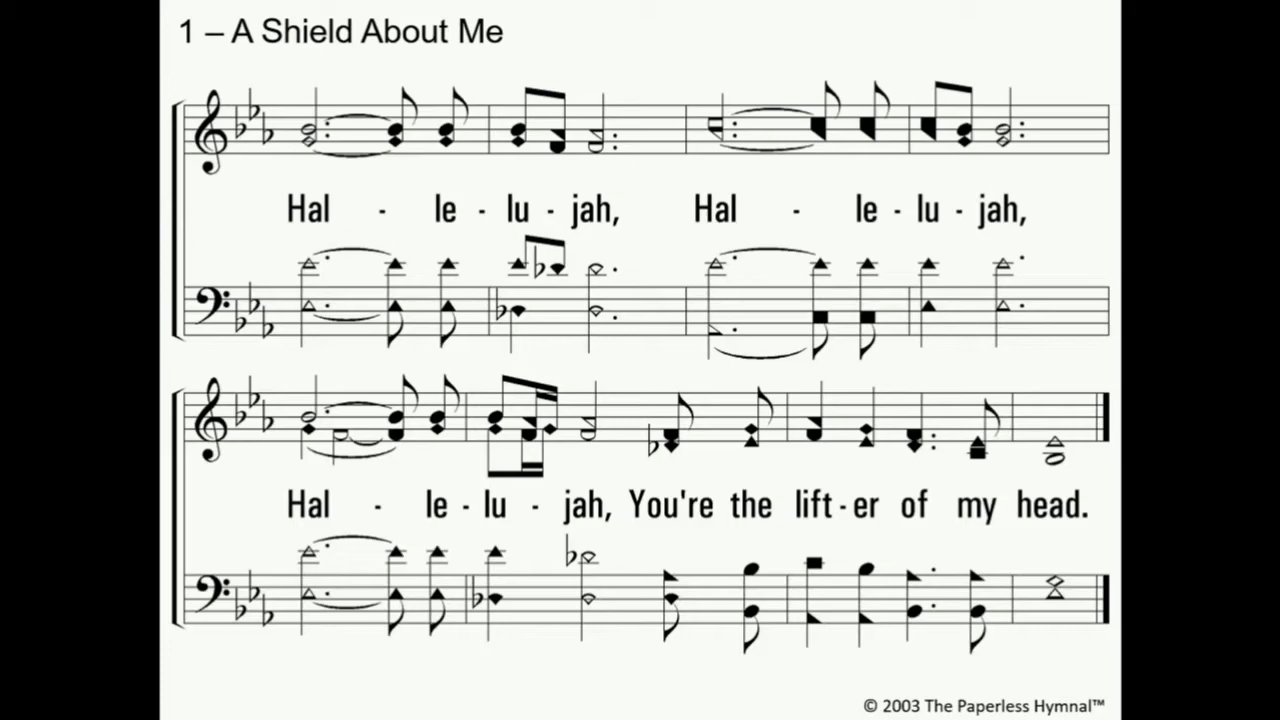 1 – A Shield About Me
Hal - le - lu - jah, Hal - le - lu - jah,
Hal - le - lu - jah, You're the lift - er of my head.
© 2003 The Paperless Hymnal™